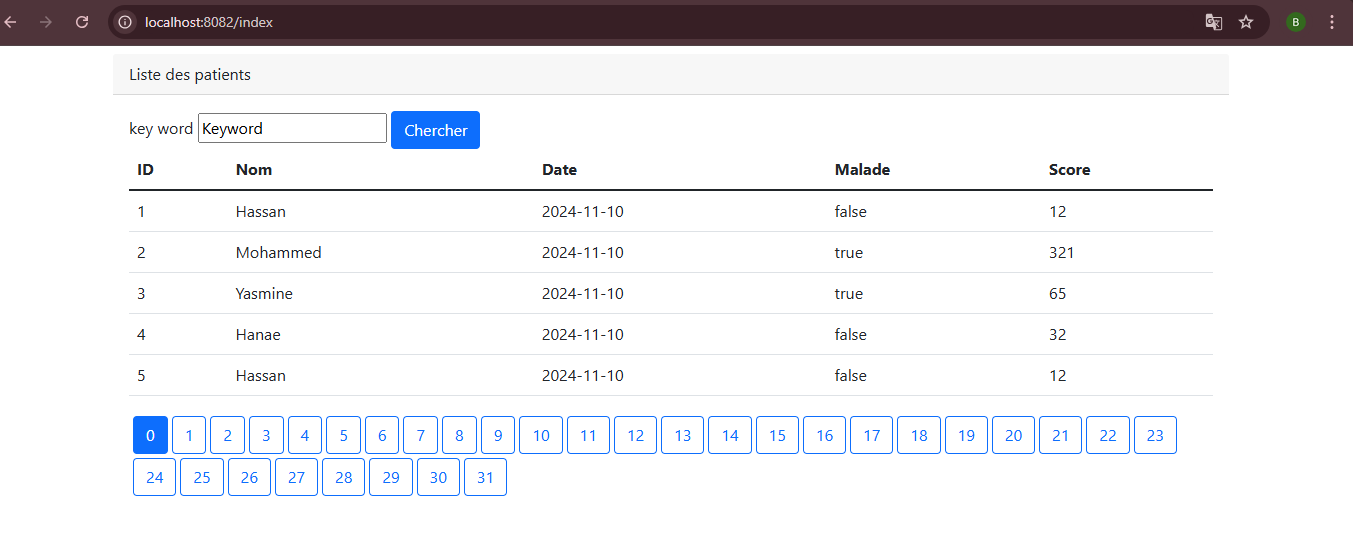 localhost:8082/index
B
Liste des patients
key word Keyword Chercher
ID Nom Date Malade Score
1 Hassan 2024-11-10 false 12
2 Mohammed 2024-11-10 true 321
3 Yasmine 2024-11-10 true 65
4 Hanae 2024-11-10 false 32
5 Hassan 2024-11-10 false 12
0 1 2 3 4 5 6 7 8 9 10 11 12 13 14 15 16 17 18 19 20 21 22 23
24 25 26 27 28 29 30 31